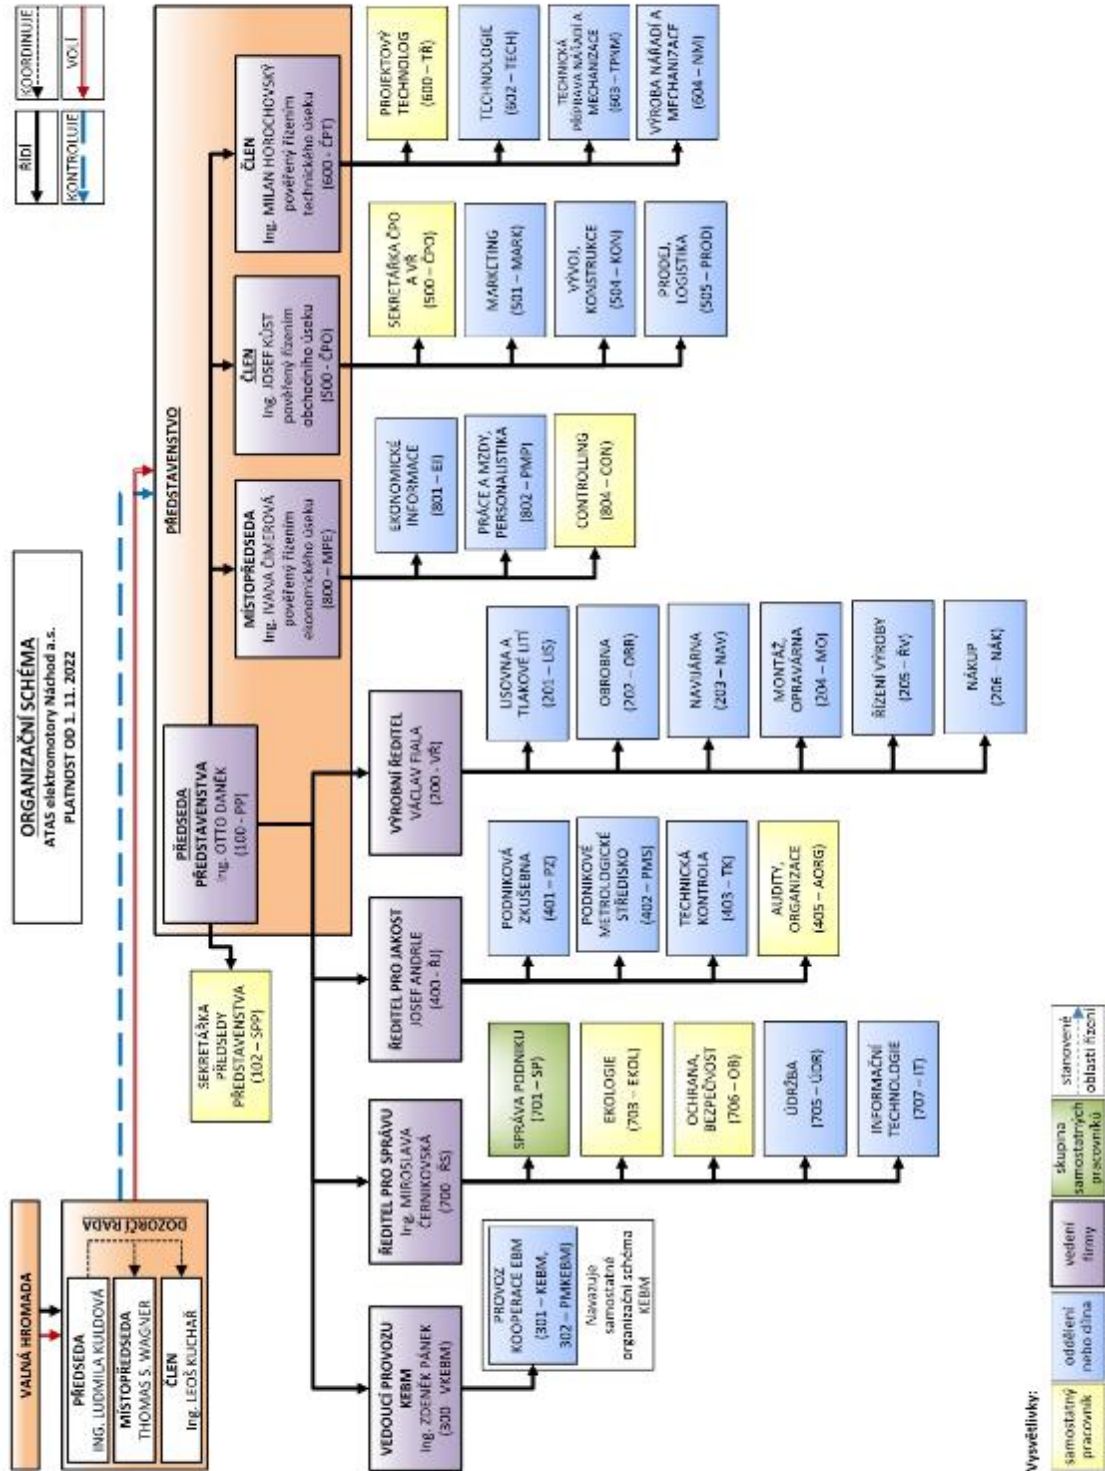 ORGANIZAČNÍ SCHÉMA
ATAS elektromotory Náchod a.s.
PLATNOST OD 1. 11. 2022
ŘÍDÍ
KOORDINUJE
KONTROLUJE
VOLÍ
VALNÁ HROMADA
PŘEDSEDA
ING. LUDMILA KULDOVÁ
MÍSTOPŘEDSEDA
THOMAS S. WAGNER
ČLEN
Ing. LEOŠ KUCHAŘ
DOZORČÍ RADA
PŘEDSTAVENSTVO
PŘEDSEDA
PŘEDSTAVENSTVA
Ing. OTTO DANĚK
(100 - PP)
SEKRETÁŘKA
PŘEDSEDY
PŘEDSTAVENSTVA
(102 – SPP)
MÍSTOPŘEDSEDA
Ing. IVANA ČIMEROVÁ
pověřený řízením
ekonomického úseku
(800 – MPE)
ČLEN
Ing. JOSEF KŮST
pověřený řízením
obchodního úseku
(500 - ČPO)
ČLEN
Ing. MILAN HOROCHOVSKÝ
pověřený řízením
technického úseku
(600 - ČPT)
VEDOUCÍ PROVOZU
KEBM
Ing. ZDENĚK PÁNEK
(300 VKEBM)
ŘEDITEL PRO SPRÁVU
Ing. MIROSLAVA
ČERNIKOVSKÁ
(700 - ŘS)
ŘEDITEL PRO JAKOST
JOSEF ANDRLE
(400 - ŘJ)
VÝROBNÍ ŘEDITEL
VÁCLAV FIALA
(200 - VŘ)
PROVOZ
KOOPERACE EBM
(301 – KEBM,
302 – PMKEBM)
Navazuje
samostatné
organizační schéma
KEBM
SPRÁVA PODNIKU
(701 – SP)
EKOLOGIE
(703 – EKOL)
OCHRANA,
BEZPEČNOST
(706 – OB)
ÚDRŽBA
(705 – ÚDR)
INFORMAČNÍ
TECHNOLOGIE
(707 – IT)
PODNIKOVÁ
ZKUŠEBNA
(401 – PZ)
PODNIKOVÉ
METROLOGICKÉ
STŘEDISKO
(402 – PMS)
TECHNICKÁ
KONTROLA
(403 – TK)
AUDITY,
ORGANIZACE
(405 – AORG)
LISOVNA A
TLAKOVÉ LITÍ
(201 – LIS)
OBROBNA
(202 – OBR)
NAVIJÁRNA
(203 – NAV)
MONTÁŽ,
OPRAVÁRNA
(204 – MO)
ŘÍZENÍ VÝROBY
(205 – ŘV)
NÁKUP
(206 – NÁK)
EKONOMICKÉ
INFORMACE
(801 – EI)
PRÁCE A MZDY,
PERSONALISTIKA
(802 – PMP)
CONTROLLING
(804 – CON)
SEKRETÁŘKA ČPO
A VŘ
(500 – ČPO)
MARKETING
(501 – MARK)
VÝVOJ,
KONSTRUKCE
(504 – KON)
PRODEJ,
LOGISTIKA
(505 – PROD)
PROJEKTOVÝ
TECHNOLOG
(600 – TŘ)
TECHNOLOGIE
(602 – TECH)
TECHNICKÁ
PŘÍPRAVA NÁŘADÍ A
MECHANIZACE
(603 – TPNM)
VÝROBA NÁŘADÍ A
MECHANIZACE
(604 – NM)
Vysvětlivky:
samostatný
pracovník
oddělení
nebo dílna
vedení
firmy
skupina
samostatných
pracovníků
stanovené
oblasti řízení